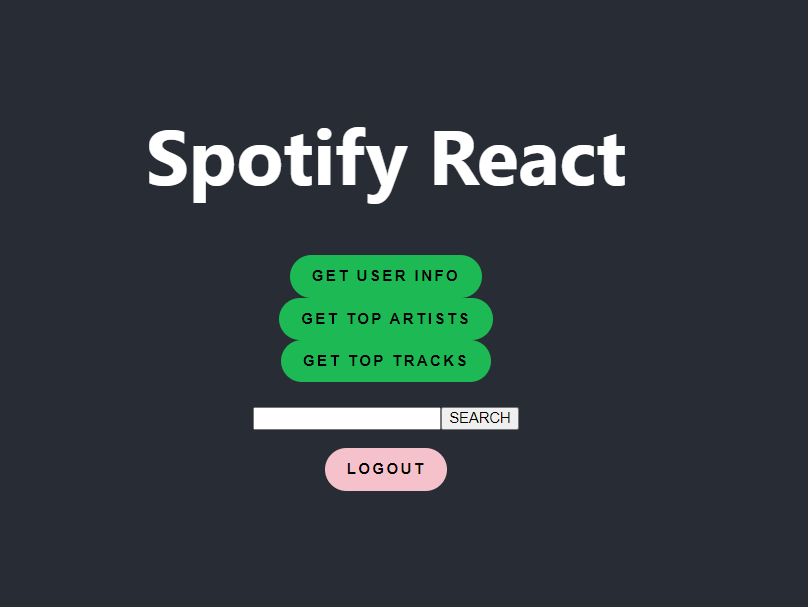 Spotify React
GET USER INFO
GET TOP ARTISTS
GET TOP TRACKS
SEARCH
LOGOUT